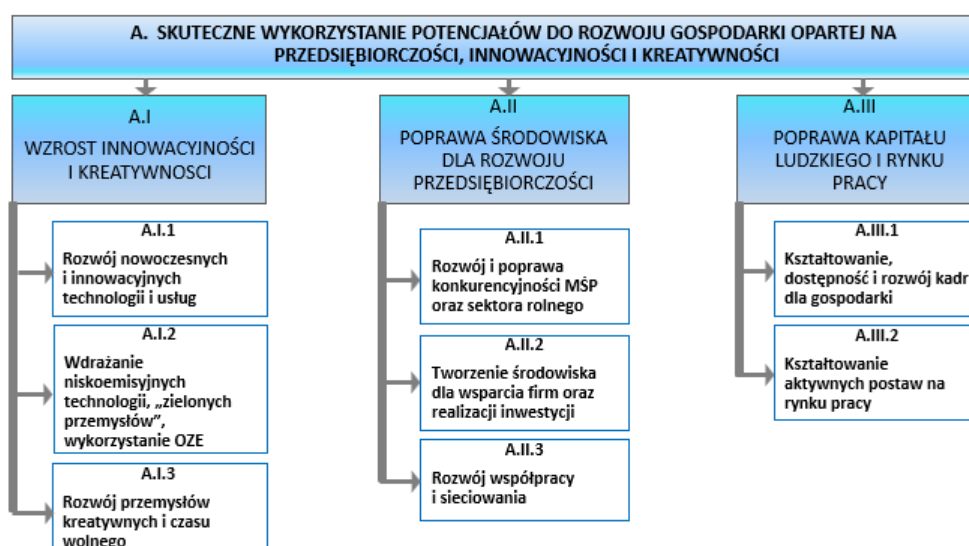 A. SKUTECZNE WYKORZYSTANIE POTENCJAŁÓW DO ROZWOJU GOSPODARKI OPARTEJ NA
PRZEDSIĘBIORCZOŚCI, INNOWACYJNOŚCI I KREATYWNOŚCI
A.I
WZROST INNOWACYJNOŚCI
I KREATYWNOSCI
A.I.1
Rozwój nowoczesnych
i innowacyjnych
technologii i usług
A.I.2
Wdrażanie
niskoemisyjnych
technologii, „zielonych
przemysłów”,
wykorzystanie OZE
A.I.3
Rozwój przemysłów
kreatywnych i czasu
wolnego
A.II
POPRAWA ŚRODOWISKA
DLA ROZWOJU
PRZEDSIĘBIORCZOŚCI
A.II.1
Rozwój i poprawa
konkurencyjności MŚP
oraz sektora rolnego
A.II.2
Tworzenie środowiska
dla wsparcia firm oraz
realizacji inwestycji
A.II.3
Rozwój współpracy
i sieciowania
A.III
POPRAWA KAPITAŁU
LUDZKIEGO I RYNKU
PRACY
A.III.1
Kształtowanie,
dostępność i rozwój kadr
dla gospodarki
A.III.2
Kształtowanie
aktywnych postaw na
rynku pracy